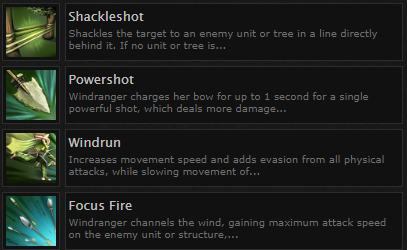 Shackleshot
Shackles the target to an enemy unit or tree in a line directly
behind it. If no unit or tree is...
Powershot
Windranger charges her bow for up to 1 second for a single
powerful shot, which deals more damage...
Windrun
Increases movement speed and adds evasion from all physical
attacks, while slowing movement of...
Focus Fire
Windranger channels the wind, gaining maximum attack speed
on the enemy unit or structure,...